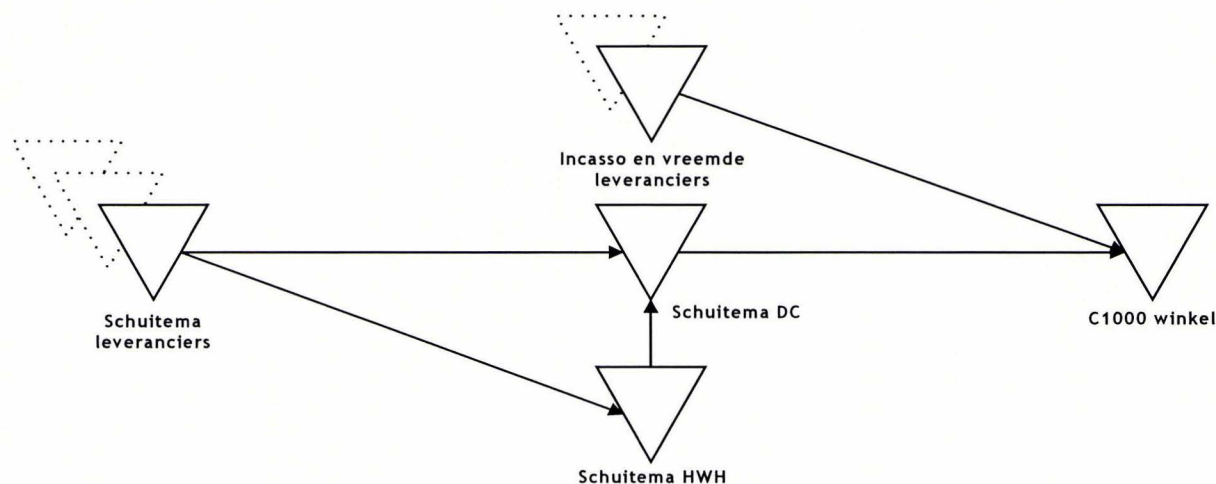 Incasso en vreemde
leveranciers
Schuitema
leveranciers
Schuitema DC
C1000 winkel
Schuitema HWH